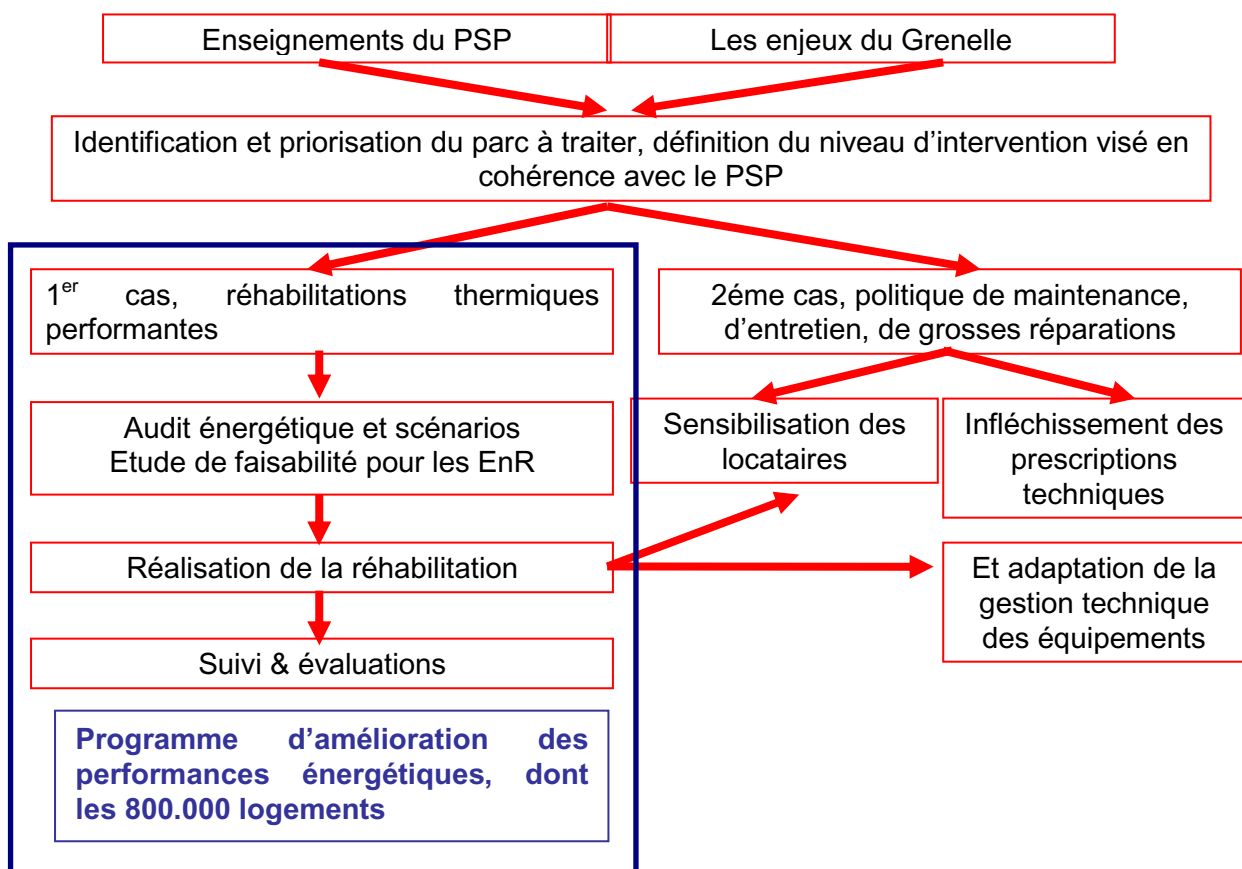 Enseignements du PSP
Les enjeux du Grenelle
Identification et priorisation du parc à traiter, définition du niveau d’intervention visé en
cohérence avec le PSP
1er cas, réhabilitations thermiques
performantes
2éme cas, politique de maintenance,
d’entretien, de grosses réparations
Audit énergétique et scénarios
Etude de faisabilité pour les EnR
Sensibilisation des
locataires
Infléchissement des
prescriptions
techniques
Réalisation de la réhabilitation
Et adaptation de la
gestion technique
des équipements
Suivi & évaluations
Programme d’amélioration des
performances énergétiques, dont
les 800.000 logements